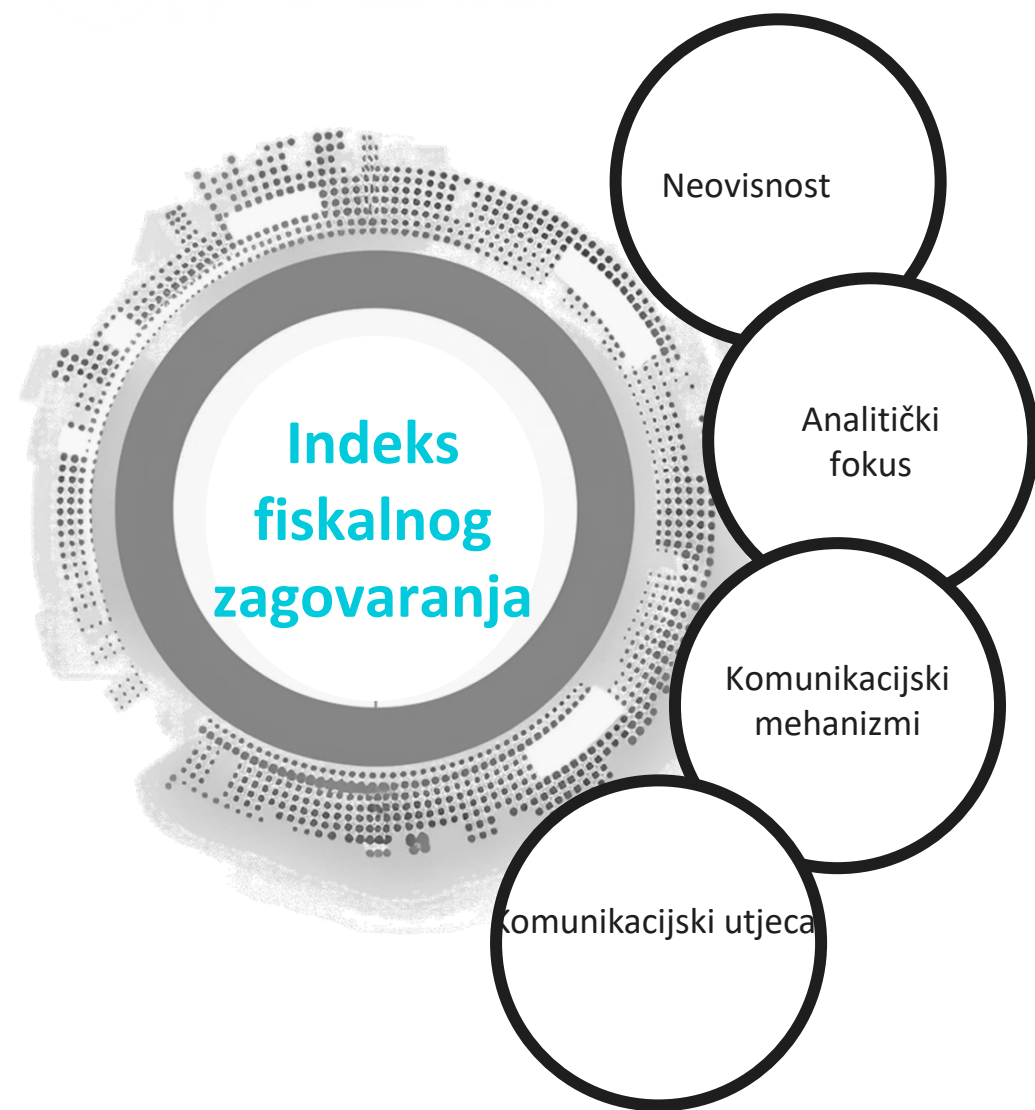 Neovisnost
Analitički
fokus
Indeks
fiskalnog
zagovaranja
Komunikacijski
mehanizmi
Komunikacijski utjeca